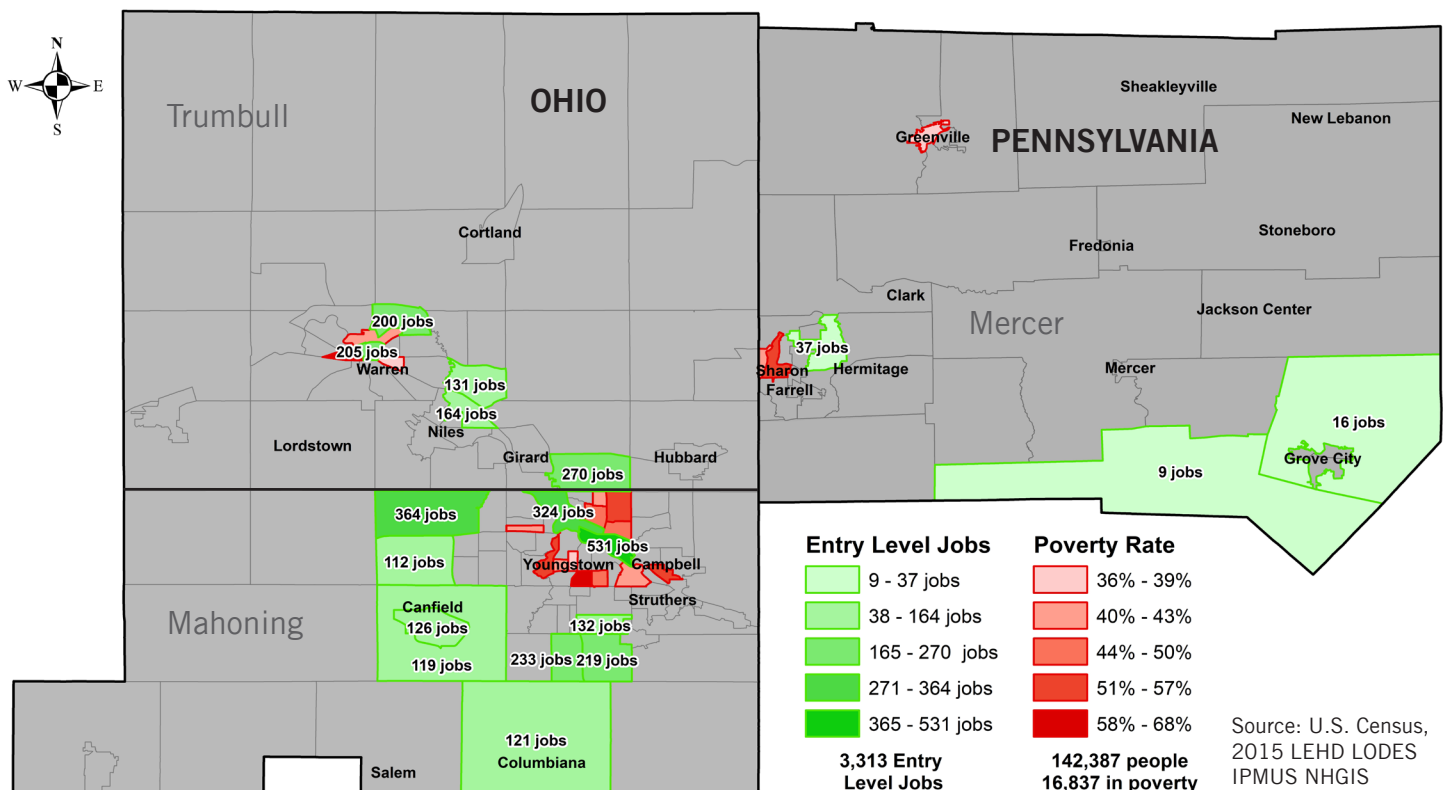 N
W E
S
Trumbull
OHIO
Sheakleyville
New Lebanon
Greenville
PENNSYLVANIA
Cortland
Stoneboro
Fredonia
Clark
Jackson Center
Mercer
200 jobs
205 jobs
Warren
37 jobs
Sharon
Hermitage
Farrell
Mercer
131 jobs
164 jobs
Niles
Lordstown
Girard
Hubbard
270 jobs
16 jobs
Grove City
9 jobs
364 jobs
324 jobs
531 jobs
112 jobs
Youngstown
Campbell
Struthers
Canfield
126 jobs
Mahoning
132 jobs
119 jobs
233 jobs
219 jobs
121 jobs
Columbiana
Salem
Entry Level Jobs
9 - 37 jobs
38 - 164 jobs
165 - 270 jobs
271 - 364 jobs
365 - 531 jobs
3,313 Entry
Level Jobs
Poverty Rate
36% - 39%
40% - 43%
44% - 50%
51% - 57%
58% - 68%
142,387 people
16,837 in poverty
Source: U.S. Census,
2015 LEHD LODES
IPMUS NHGIS